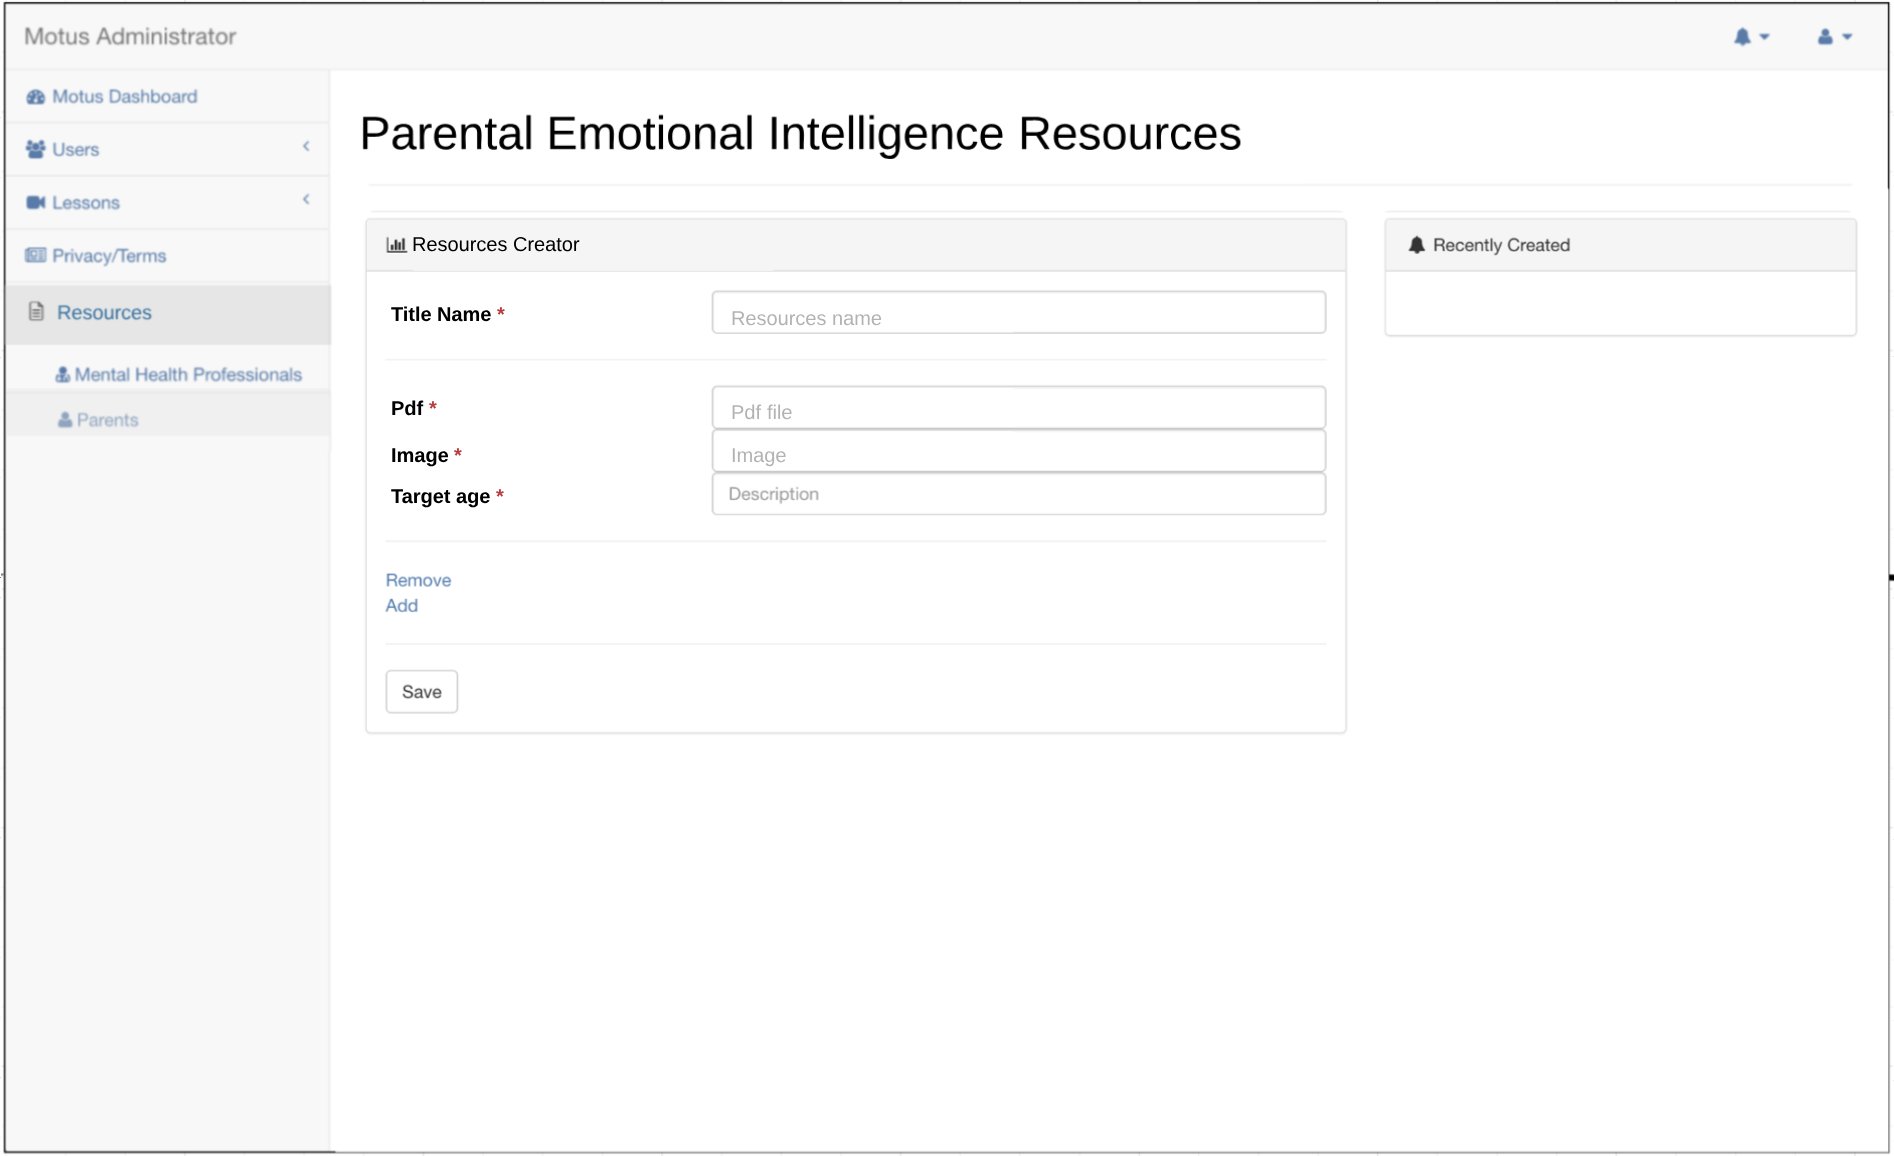 Motus Administrator
Motus Dashboard
Users
Lessons
Privacy/Terms
Resources
Mental Health Professionals
Parents
Parental Emotional Intelligence Resources
Resources Creator
Title Name *
Resources name
Pdf *
Pdf file
Image *
Image
Target age *
Description
Remove
Add
Save
Recently Created